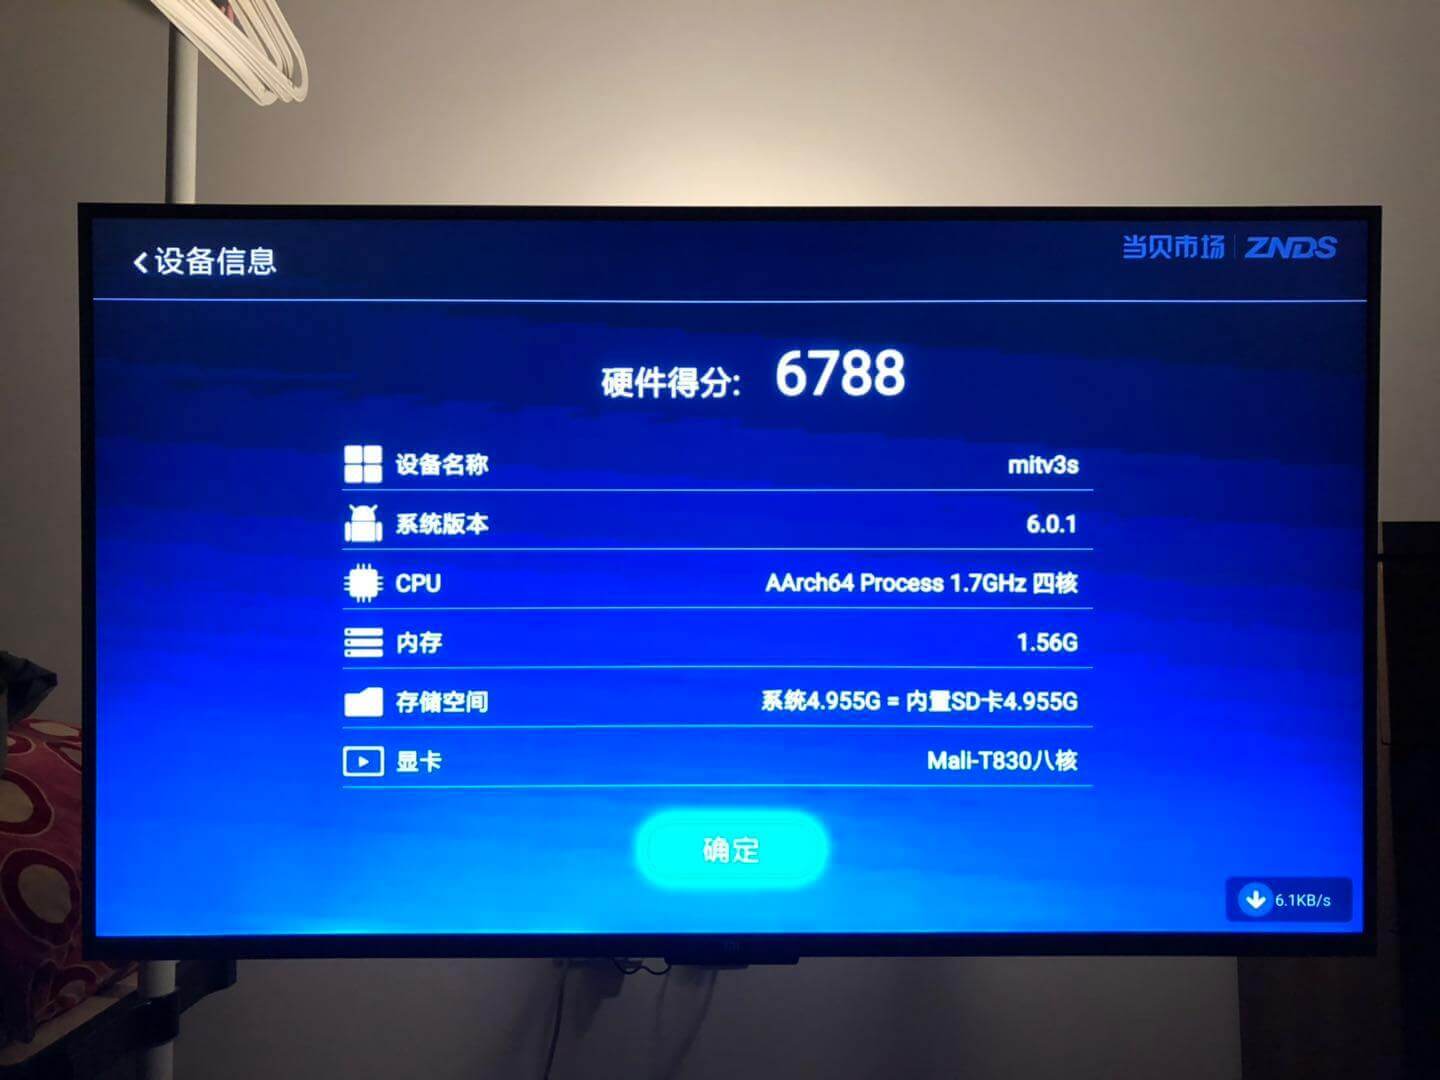 设备信息
当贝市场 ZNDS
硬件得分: 6788
设备名称 mitv3s
系统版本 6.0.1
CPU AArch64 Process 1.7GHz 四核
内存 1.56G
存储空间 系统4.955G = 内置SD卡4.955G
显卡 Mali-T830八核
确定
6.1KB/s